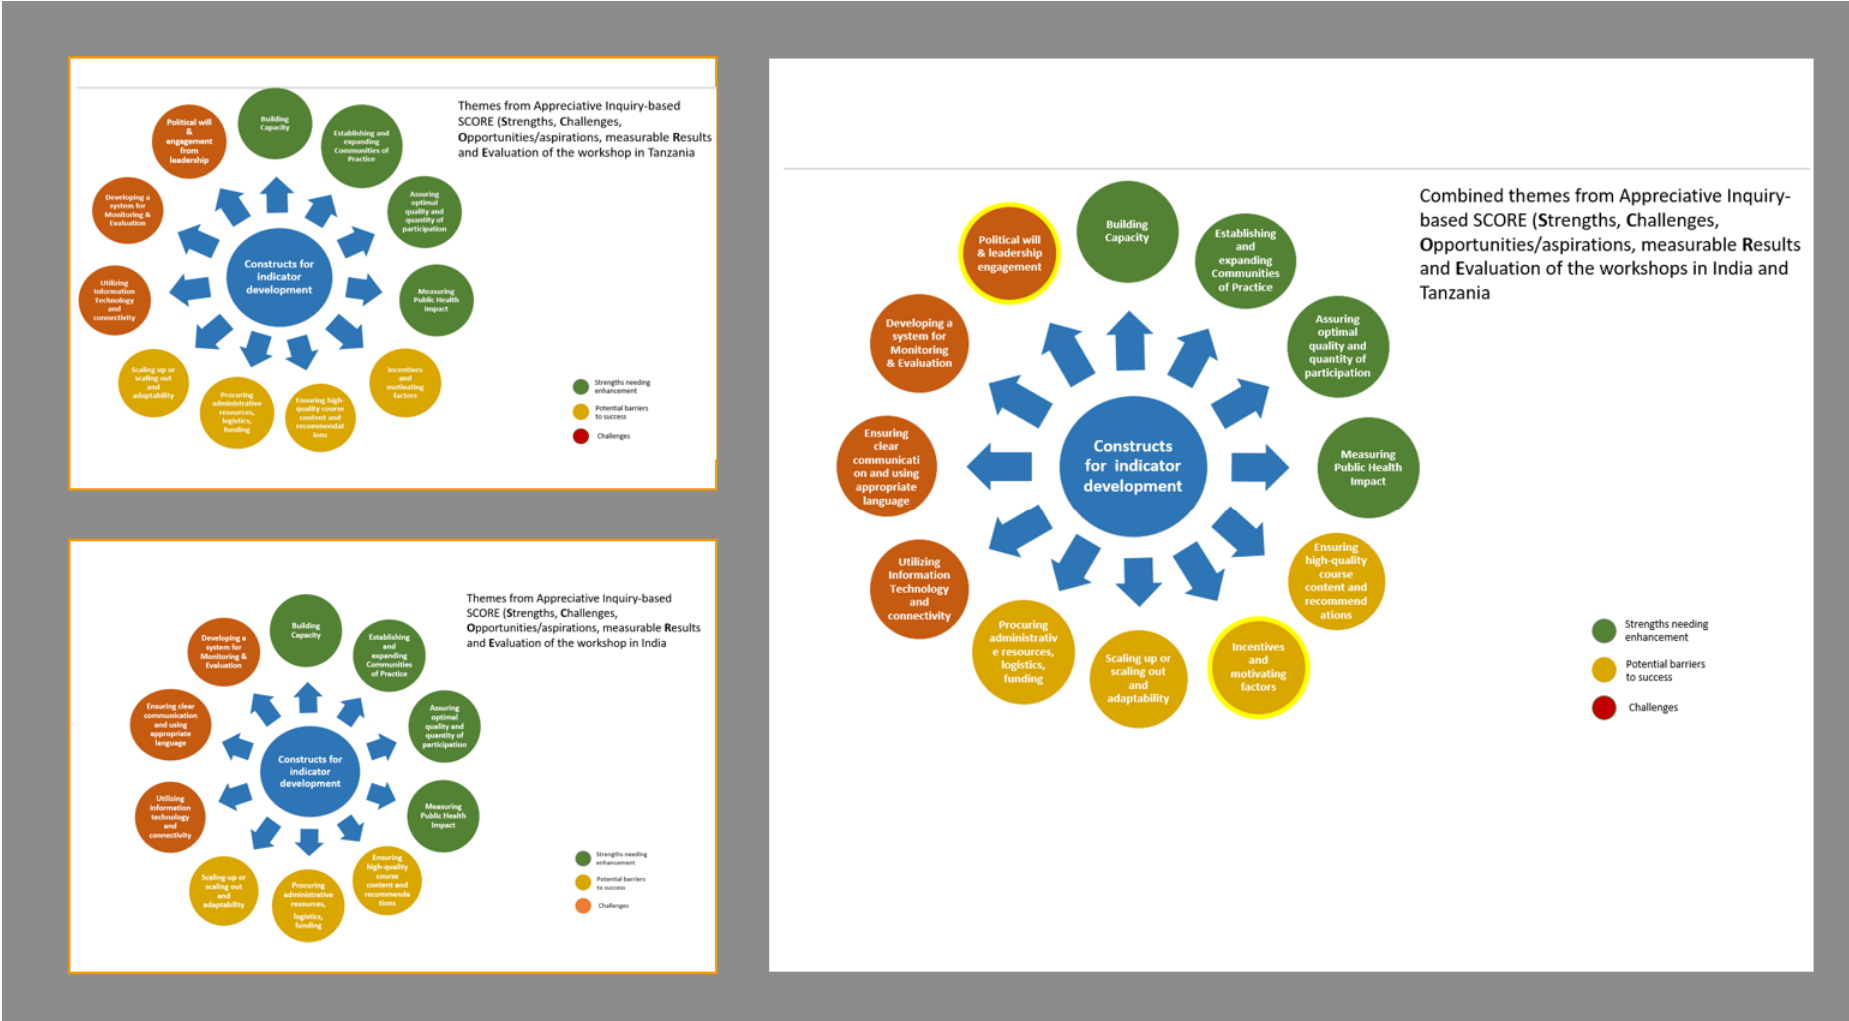 Themes from Appreciative Inquiry-based
SCORE (Strengths, Challenges,
Opportunities/aspirations, measurable Results
and Evaluation of the workshop in Tanzania
Building
Capacity
Establishing and
expanding
Communities of
Practice
Assuring
optimal
quality and
quantity of
participation
Measuring
Public Health
Impact
Incentives
and
motivating
factors
Ensuring high-
quality course
content and
recommendat
ions
Procuring
administrative
resources,
logistics,
funding
Scaling up or
scaling out
and
adaptability
Utilizing
Information
Technology
and
connectivity
Developing a
system for
Monitoring &
Evaluation
Political will
&
engagement
from
leadership
Constructs for
indicator
development
Strengths needing
enhancement
Potential barriers
to success
Challenges
Themes from Appreciative Inquiry-based
SCORE (Strengths, Challenges,
Opportunities/aspirations, measurable Results
and Evaluation of the workshop in India
Building
Capacity
Establishing
and
expanding
Communities
of Practice
Assuring
optimal
quality and
quantity of
participation
Measuring
Public Health
Impact
Ensuring
high-quality
course
content and
recommenda
tions
Procuring
administrative
resources,
logistics,
funding
Scaling-up or
scaling out
and
adaptability
Utilizing
information
technology
and
connectivity
Ensuring clear
communication
and using
appropriate
language
Developing a
system for
Monitoring &
Evaluation
Constructs for
indicator
development
Strengths needing
enhancement
Potential barriers
to success
Challenges
Combined themes from Appreciative Inquiry-
based SCORE (Strengths, Challenges,
Opportunities/aspirations, measurable Results
and Evaluation of the workshops in India and
Tanzania
Building
Capacity
Establishing
and
expanding
Communities
of Practice
Assuring
optimal
quality and
quantity of
participation
Measuring
Public Health
Impact
Ensuring
high-quality
course
content and
recommend
ations
Incentives
and
motivating
factors
Scaling up or
scaling out
and
adaptability
Procuring
administrativ
e resources,
logistics,
funding
Utilizing
Information
Technology
and
connectivity
Ensuring
clear
communicati
on and using
appropriate
language
Developing a
system for
Monitoring
& Evaluation
Political will
& leadership
engagement
Constructs
for indicator
development
Strengths needing
enhancement
Potential barriers
to success
Challenges